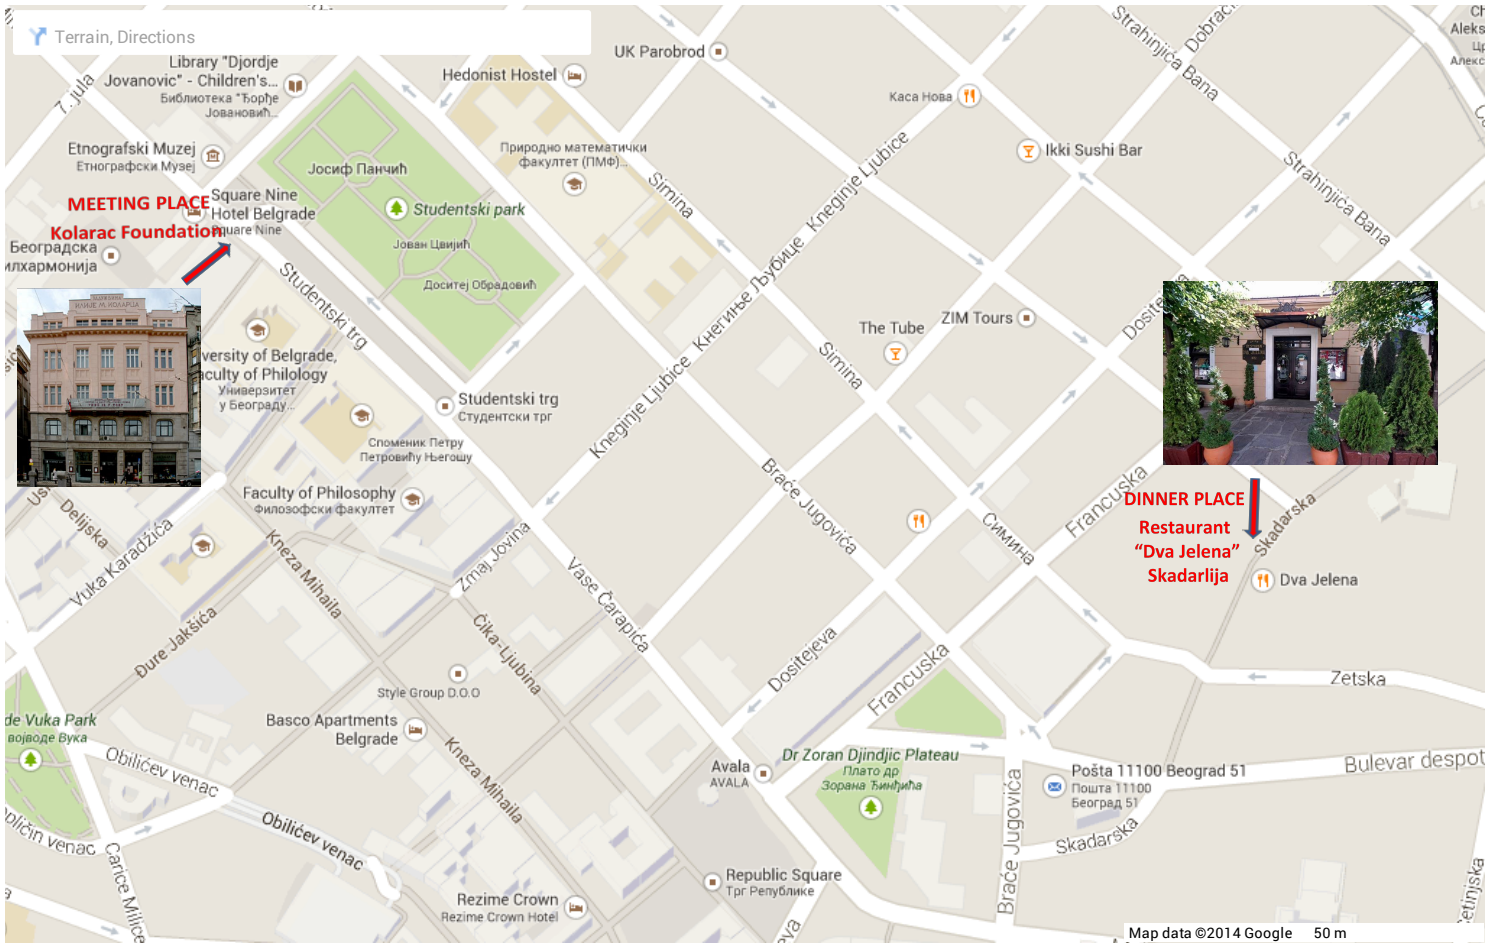 Terrain, Directions
Library "Djordje
Jovanovic" - Children's...
Библиотека "Ђорђе
Јовановић...
7. jula
Etnografski Muzej
Етнографски Музеј
MEETING PLACE
Kolarac Foundation
Square Nine
Hotel Belgrade
Square Nine
Београдска
илхармонија
Hedonist Hostel
UK Parobrod
Природно математички
факултет (ПМФ)...
Јосиф Панчић
Studentski park
Јован Цвијић
Доситеј Обрадовић
Simina
Каса Нова
Ikki Sushi Bar
Strahinjića Bana
Strahinjića Bana
Кнегиње Љубице
Kneginje Ljubice
Kneginje Ljubice
Studentski trg
ИЛИЈЕ М. КОЛАРЦА
versity of Belgrade,
aculty of Philology
Универзитет
у Београду...
Studentski trg
Студентски трг
Споменик Петру
Петровићу Његошу
Faculty of Philosophy
Филозофски факултет
The Tube
ZIM Tours
Simina
Braće Jugovića
Симина
Francuska
DINNER PLACE
Restaurant
“Dva Jelena”
Skadarlija
Skadarska
Dva Jelena
Delijska
Vuka Karadžića
Kneza Mihaila
Zmaj Jovina
Vase Čarapića
Čika-Ljubina
Đure Jakšića
Style Group D.O.O
Basco Apartments
Belgrade
Kneza Mihaila
Dositejeva
Francuska
Zetska
de Vuka Park
војводе Вука
Obilićev venac
Obilićev venac
Carice Milice
Avala
AVALA
Dr Zoran Djindjic Plateau
Плато др
Зорана Ђинђића
Pošta 11100 Beograd 51
Пошта 11100
Београд 51
Bulevar despot
Skadarska
Braće Jugovića
Republic Square
Трг Републике
Rezime Crown
Rezime Crown Hotel
Map data ©2014 Google
50 m